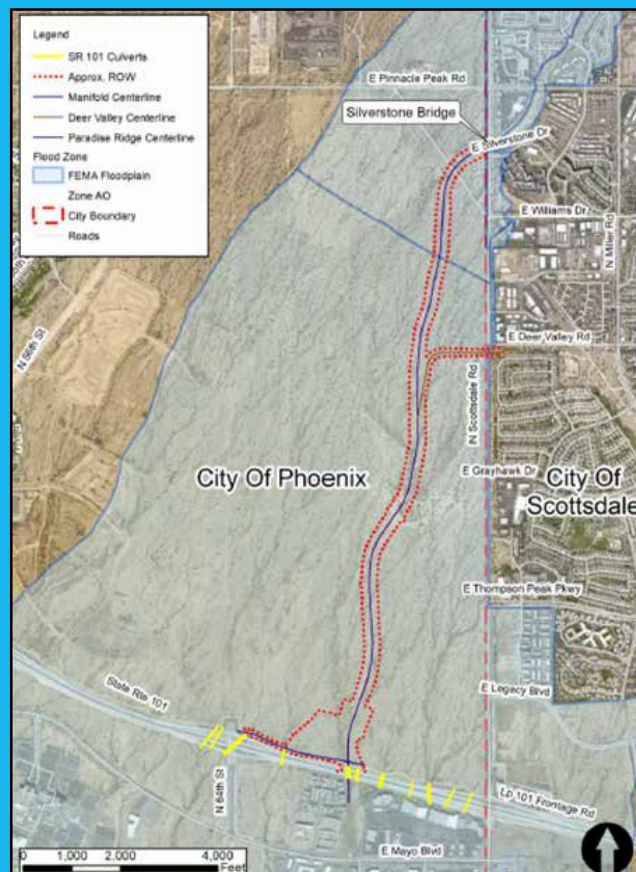 Legend
SR 101 Culverts
Approx. ROW
Manifold Centerline
Deer Valley Centerline
Paradise Ridge Centerline
Flood Zone
FEMA Floodplain
Zone AO
City Boundary
Roads
E Pinnacle Peak Rd
Silverstone Bridge
E Silverstone Dr
E Williams Dr
N Miller Rd
E Deer Valley Rd
N 56th St
N Scottsdale Rd
E Grayhawk Dr
City Of Phoenix
City Of
Scottsdale
E Thompson Peak Pkwy
E Legacy Blvd
State Rte 101
N 64th St
Lp 101 Frontage Rd
E Mayo Blvd
0 1,000 2,000 4,000
Feet